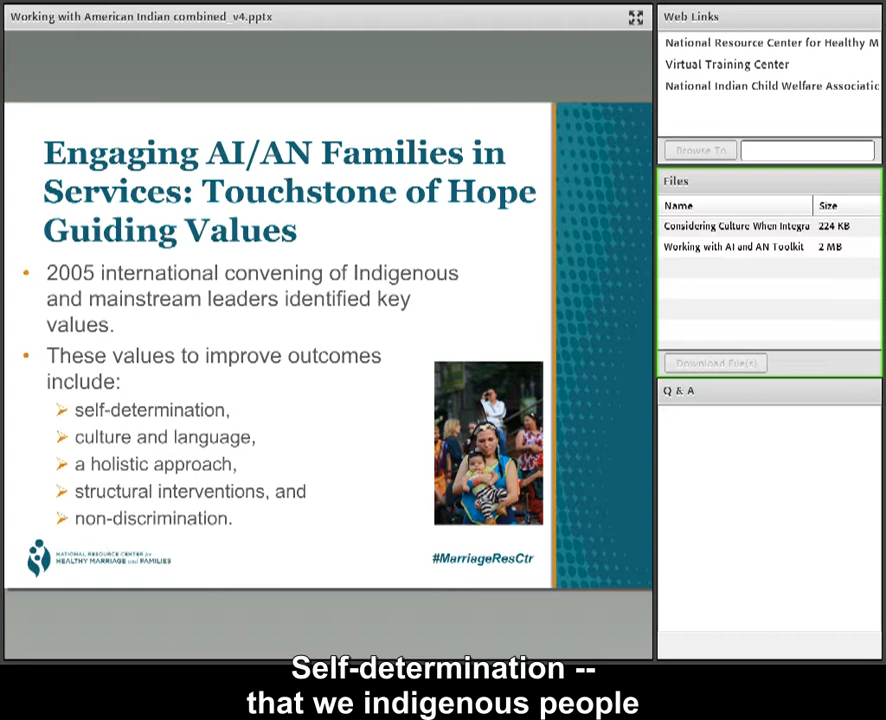 Working with American Indian combined_v4.pptx
Engaging AI/AN Families in
Services: Touchstone of Hope
Guiding Values
• 2005 international convening of Indigenous
and mainstream leaders identified key
values.
• These values to improve outcomes
include:
➢ self-determination,
➢ culture and language,
➢ a holistic approach,
➢ structural interventions, and
➢ non-discrimination.
NATIONAL RESOURCE CENTER for
HEALTHY MARRIAGE and FAMILIES
#MarriageResCtr
Web Links
National Resource Center for Healthy M
Virtual Training Center
National Indian Child Welfare Associatic
Browse To
Files
Name Size
Considering Culture When Integra 224 KB
Working with AI and AN Toolkit 2 MB
Download File(s)
Q & A
Self-determination --
that we indigenous people